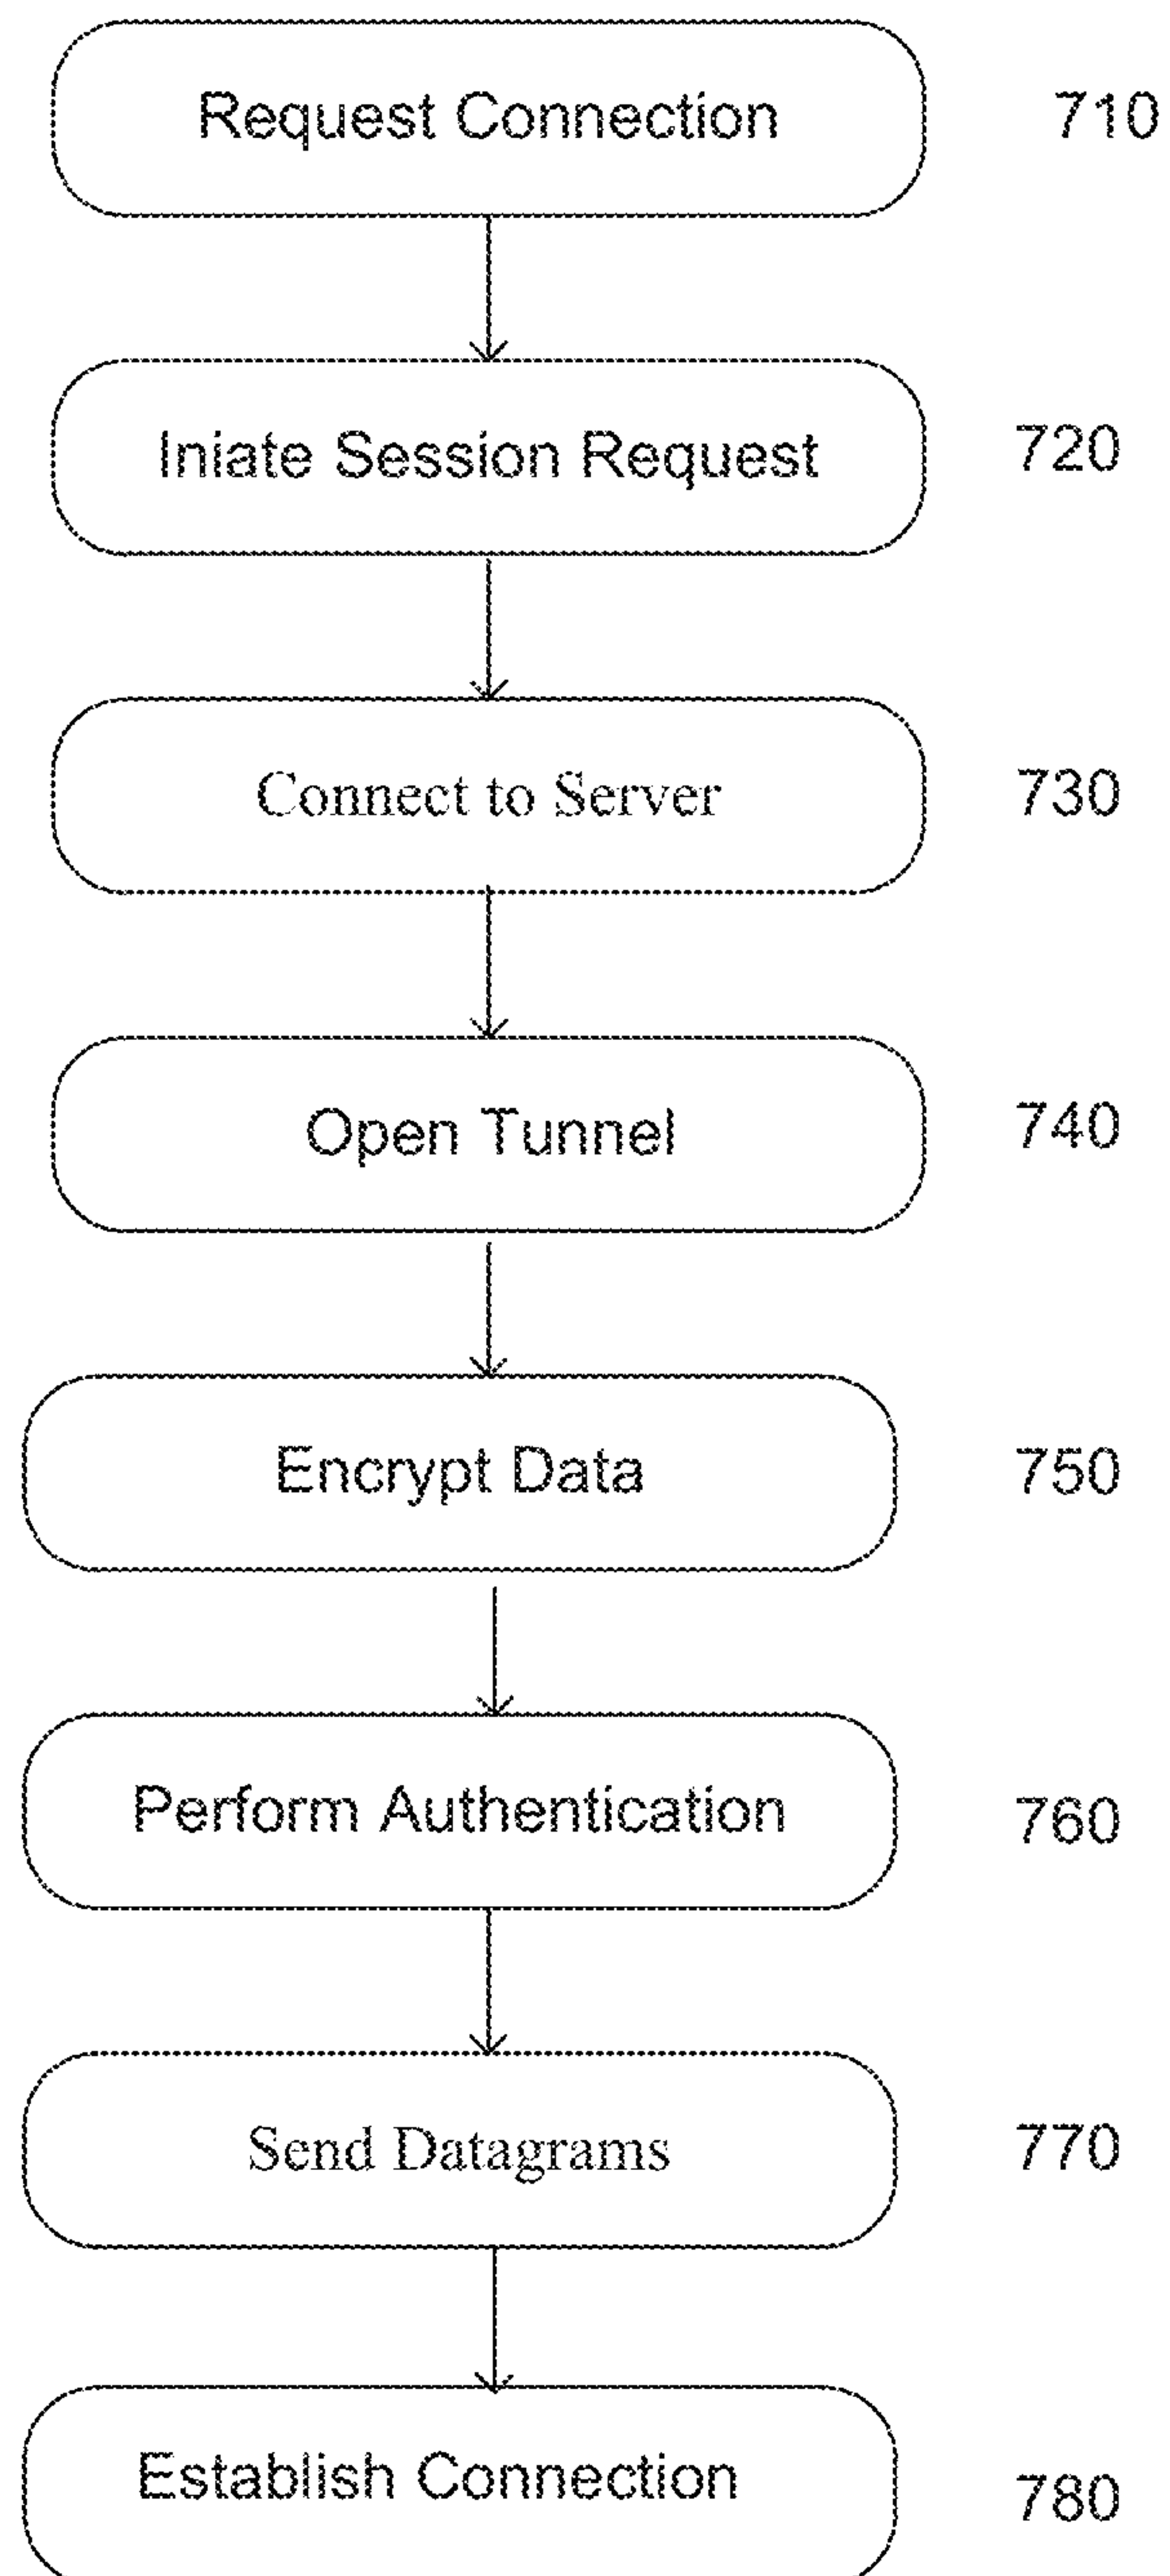 Request Connection 710
Iniate Session Request 720
Connect to Server 730
Open Tunnel 740
Encrypt Data 750
Perform Authentication 760
Send Datagrams 770
Establish Connection 780